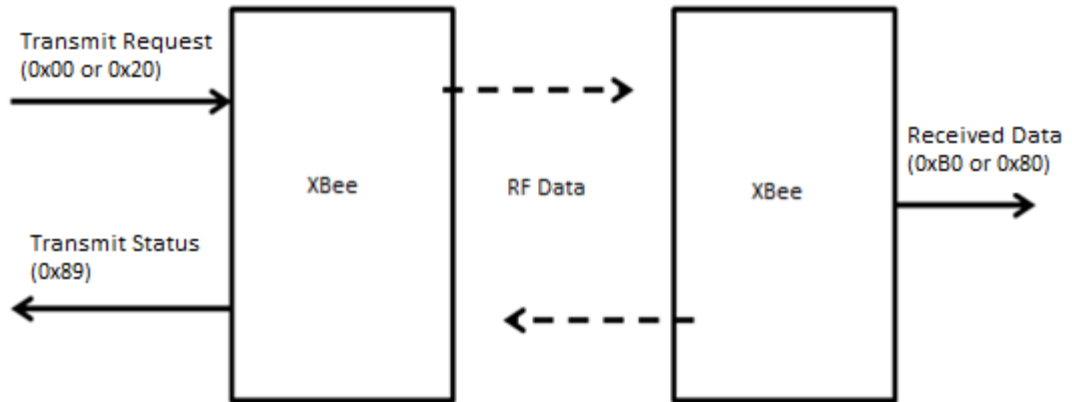 Transmit Request
(0x00 or 0x20)
Received Data
(0xB0 or 0x80)
XBee
RF Data
XBee
Transmit Status
(0x89)